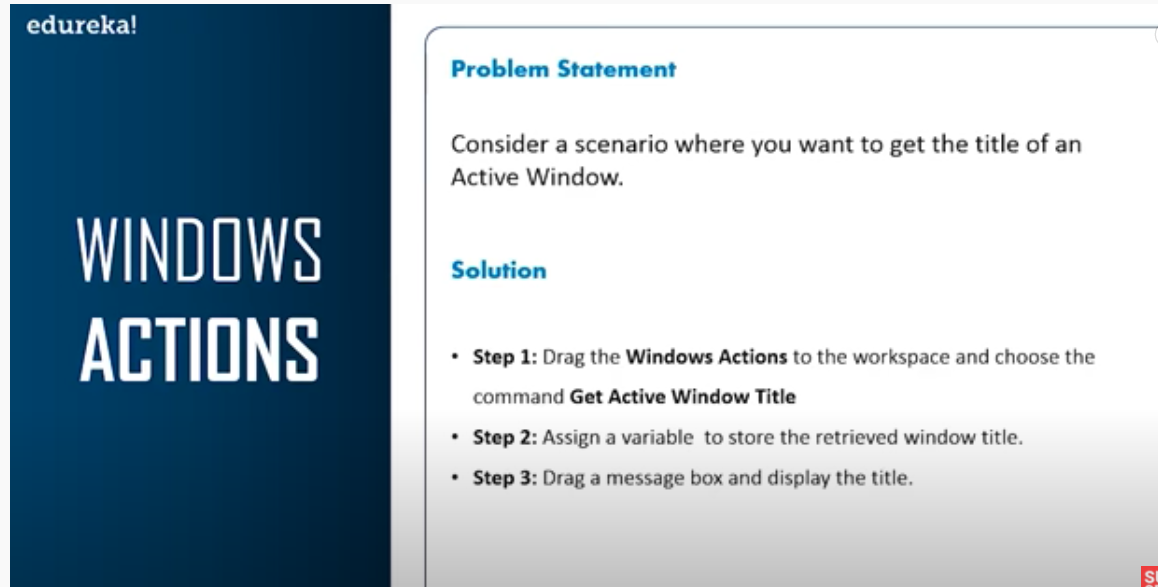 edureka!
WINDOWS
ACTIONS
Problem Statement
Consider a scenario where you want to get the title of an
Active Window.
Solution
• Step 1: Drag the Windows Actions to the workspace and choose the
command Get Active Window Title
• Step 2: Assign a variable to store the retrieved window title.
• Step 3: Drag a message box and display the title.